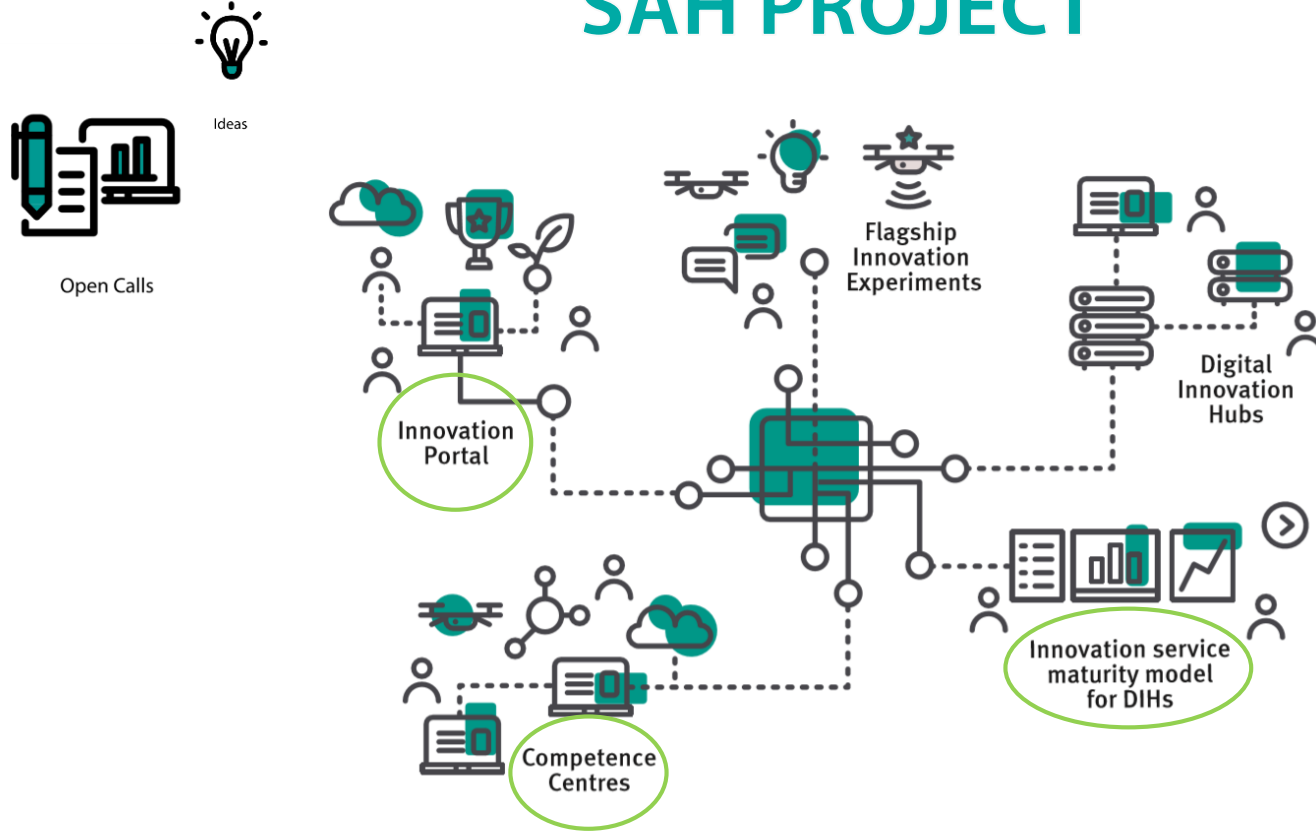 SAH PROJECT
Ideas
Open Calls
Flagship
Innovation
Experiments
Digital
Innovation
Hubs
Innovation
Portal
Innovation service
maturity model
for DIHs
Competence
Centres